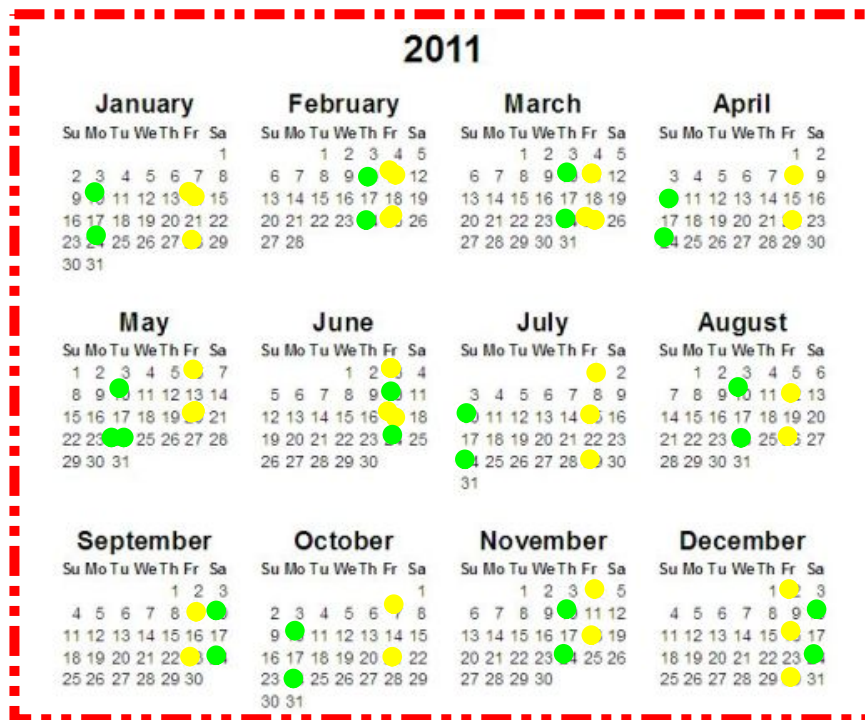 2011
January
Su Mo Tu We Th Fr Sa
1
2 3 4 5 6 7 8
9 11 12 13 15
16 17 18 19 20 21 22
23 25 26 27 29
30 31
February
Su Mo Tu We Th Fr Sa
1 2 3 4 5
6 7 8 9 12
13 14 15 16 17 18 19
20 21 22 23 26
27 28
March
Su Mo Tu We Th Fr Sa
1 2 3 4 5
6 7 8 9 12
13 14 15 16 17 18 19
20 21 22 23 26
27 28 29 30 31
April
Su Mo Tu We Th Fr Sa
1 2
3 4 5 6 7 9
11 12 13 14 15 16
17 18 19 20 21 23
25 26 27 28 29 30
May
Su Mo Tu We Th Fr Sa
1 2 3 4 5 7
8 9 11 12 13 14
15 16 17 18 19 21
22 23 25 26 27 28
29 30 31
June
Su Mo Tu We Th Fr Sa
1 2 4
5 6 7 8 9 11
12 13 14 15 16 18
19 20 21 22 23 25
26 27 28 29 30
July
Su Mo Tu We Th Fr Sa
2
3 4 5 6 7 8 9
11 12 13 14 16
17 18 19 20 21 22 23
25 26 27 28 30
31
August
Su Mo Tu We Th Fr Sa
1 2 3 4 5 6
7 8 9 11 13
14 15 16 17 18 19 20
21 22 23 25 27
28 29 30 31
September
Su Mo Tu We Th Fr Sa
1 2 3
4 5 6 7 8
11 12 13 14 15 16 17
18 19 20 21 22
25 26 27 28 29 30
October
Su Mo Tu We Th Fr Sa
1
2 3 4 5 6 8
9 11 12 13 14 15
16 17 18 19 20 22
23 25 26 27 28 29
30 31
November
Su Mo Tu We Th Fr Sa
1 2 3 5
6 7 8 9 11 12
13 14 15 16 17 19
20 21 22 23 25 26
27 28 29 30
December
Su Mo Tu We Th Fr Sa
1 3
4 5 6 7 8 9
11 12 13 14 15 17
18 19 20 21 22 23
25 26 27 28 29 31